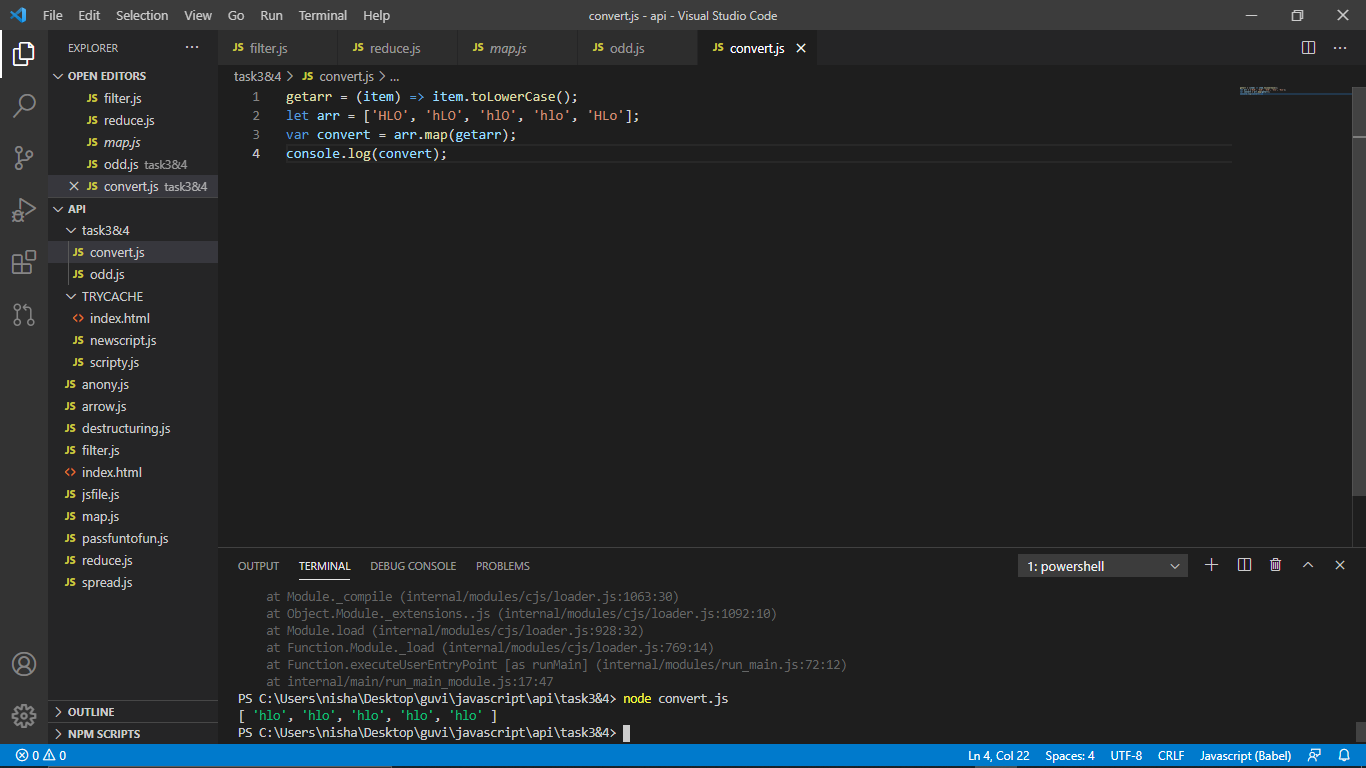 File Edit Selection View Go Run Terminal Help convert.js - api - Visual Studio Code
EXPLORER ...
JS filter.js JS reduce.js JS map.js JS odd.js JS convert.js
OPEN EDITORS
JS filter.js
JS reduce.js
JS map.js
JS odd.js task3&4
JS convert.js task3&4
API
task3&4
JS convert.js
JS odd.js
TRYCACHE
<> index.html
JS newscript.js
JS scripty.js
JS anony.js
JS arrow.js
JS destructuring.js
JS filter.js
<> index.html
JS jsfile.js
JS map.js
JS passfuntofun.js
JS reduce.js
JS spread.js
OUTLINE
NPM SCRIPTS
task3&4 > JS convert.js > ...
1 getarr = (item) => item.toLowerCase();
2 let arr = ['HLO', 'hLO', 'hlO', 'hlo', 'HLo'];
3 var convert = arr.map(getarr);
4 console.log(convert);
OUTPUT TERMINAL DEBUG CONSOLE PROBLEMS 1: powershell
at Module._compile (internal/modules/cjs/loader.js:1063:30)
at Object.Module._extensions..js (internal/modules/cjs/loader.js:1092:10)
at Module.load (internal/modules/cjs/loader.js:928:32)
at Function.Module._load (internal/modules/cjs/loader.js:769:14)
at Function.executeUserEntryPoint [as runMain] (internal/modules/run_main.js:72:12)
at internal/main/run_main_module.js:17:47
PS C:\Users\nisha\Desktop\guvi\javascript\api\task3&4> node convert.js
[ 'hlo', 'hlo', 'hlo', 'hlo', 'hlo' ]
PS C:\Users\nisha\Desktop\guvi\javascript\api\task3&4>
0 0 Ln 4, Col 22 Spaces: 4 UTF-8 CRLF Javascript (Babel)